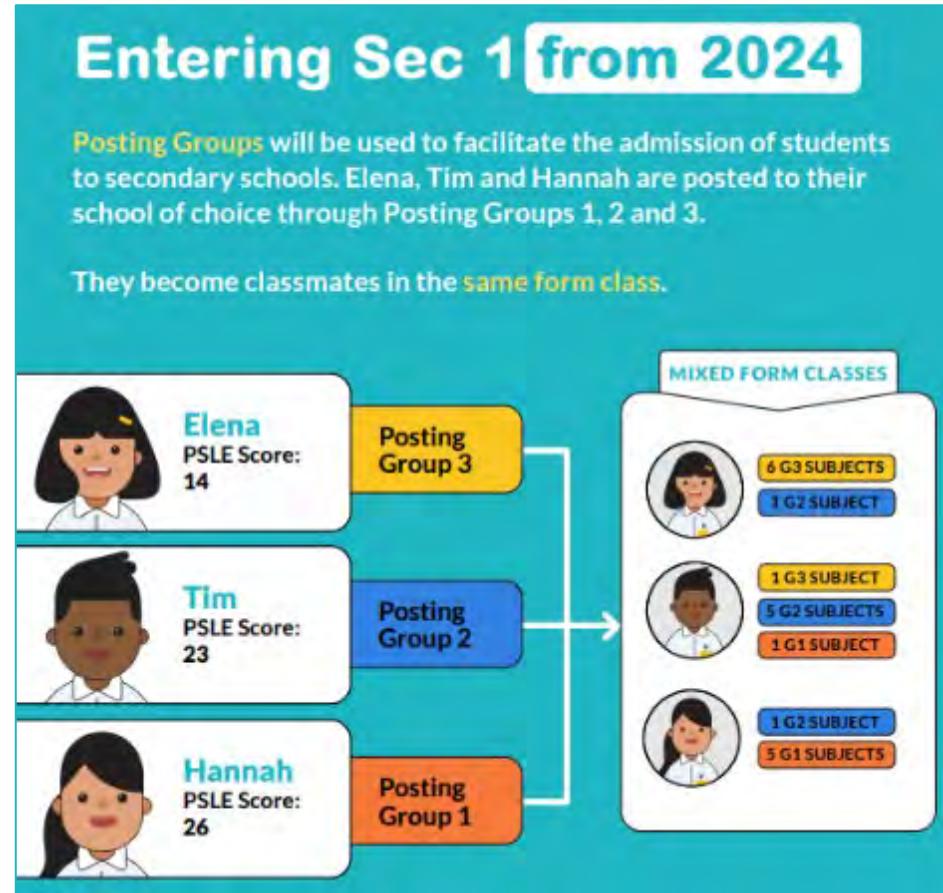 Entering Sec 1 from 2024
Posting Groups will be used to facilitate the admission of students
to secondary schools. Elena, Tim and Hannah are posted to their
school of choice through Posting Groups 1, 2 and 3.
They become classmates in the same form class.
Elena
PSLE Score:
14
Posting
Group 3
Tim
PSLE Score:
23
Posting
Group 2
Hannah
PSLE Score:
26
Posting
Group 1
MIXED FORM CLASSES
6 G3 SUBJECTS
1 G2 SUBJECT
1 G3 SUBJECT
5 G2 SUBJECTS
1 G1 SUBJECT
1 G2 SUBJECT
5 G1 SUBJECTS